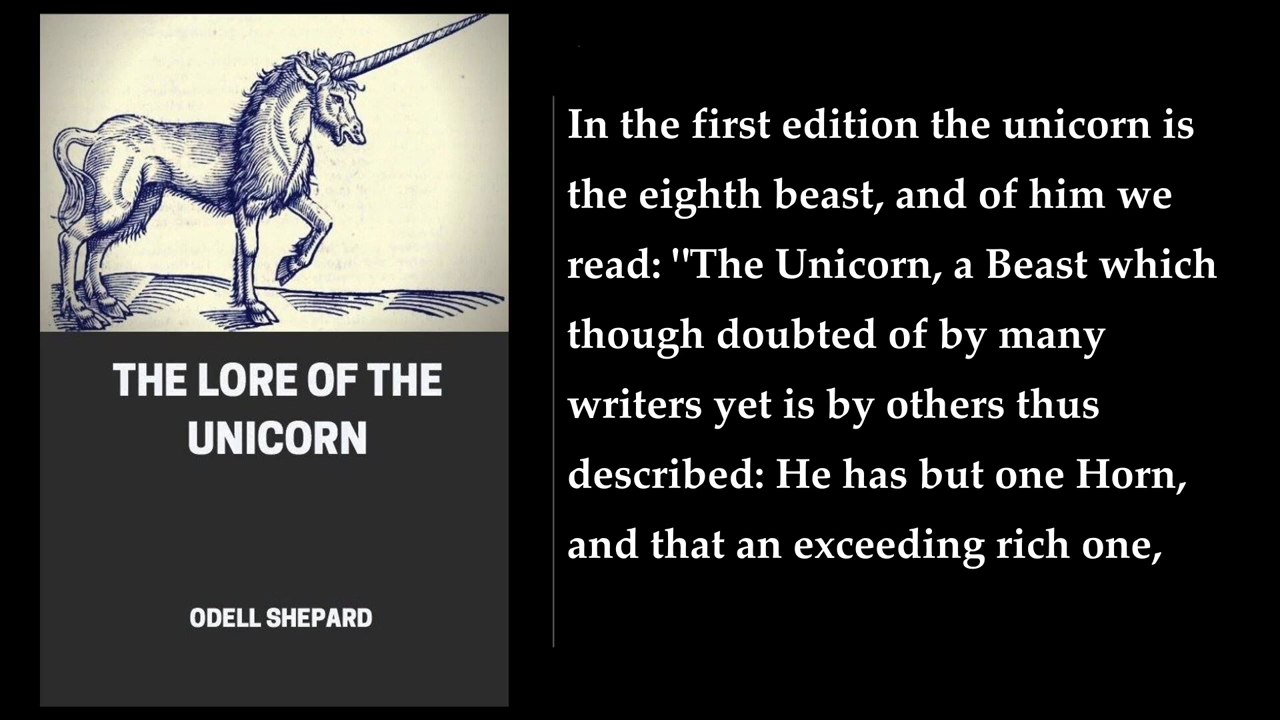 THE LORE OF THE
UNICORN
ODELL SHEPARD
In the first edition the unicorn is
the eighth beast, and of him we
read: "The Unicorn, a Beast which
though doubted of by many
writers yet is by others thus
described: He has but one Horn,
and that an exceeding rich one,